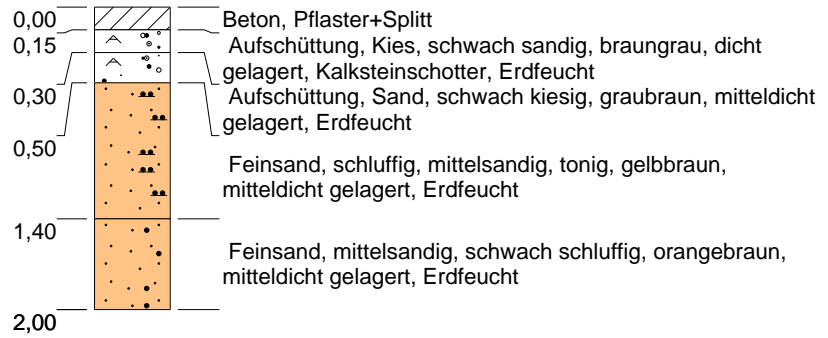 0,00
Beton, Pflaster+Splitt
0,15
Aufschüttung, Kies, schwach sandig, braungrau, dicht
gelagert, Kalksteinschotter, Erdfeucht
0,30
Aufschüttung, Sand, schwach kiesig, graubraun, mitteldicht
gelagert, Erdfeucht
0,50
Feinsand, schluffig, mittelsandig, tonig, gelbbraun,
mitteldicht gelagert, Erdfeucht
1,40
Feinsand, mittelsandig, schwach schluffig, orangebraun,
mitteldicht gelagert, Erdfeucht
2,00